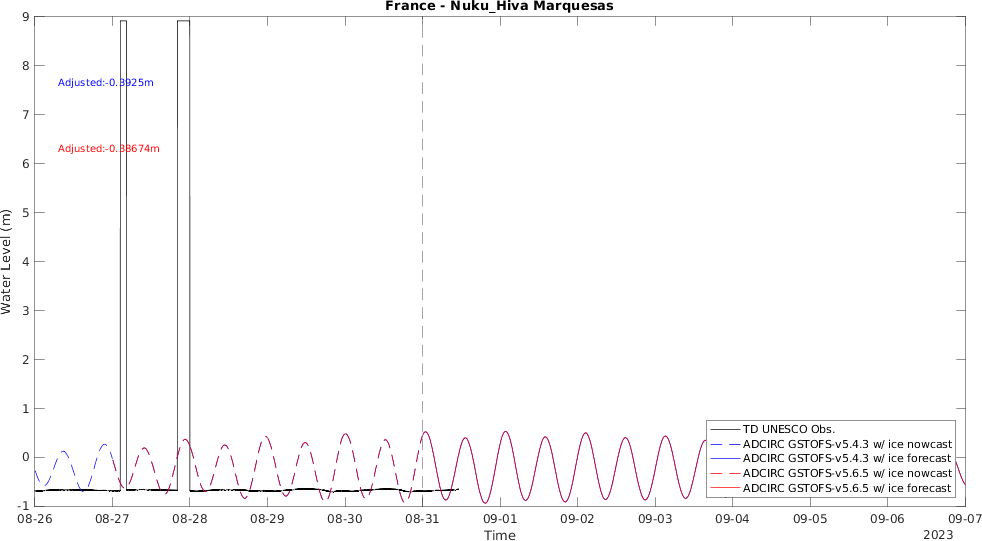 France - Nuku_Hiva Marquesas
9
8
Adjusted:-0.3925m
7
Adjusted:-0.38674m
6
5
Water Level (m)
4
3
2
1
0
-1
TD UNESCO Obs.
ADCIRC GSTOFS-v5.4.3 w/ ice nowcast
ADCIRC GSTOFS-v5.4.3 w/ ice forecast
ADCIRC GSTOFS-v5.6.5 w/ ice nowcast
ADCIRC GSTOFS-v5.6.5 w/ ice forecast
08-26 08-27 08-28 08-29 08-30 08-31 09-01 09-02 09-03 09-04 09-05 09-06 09-07
Time
2023